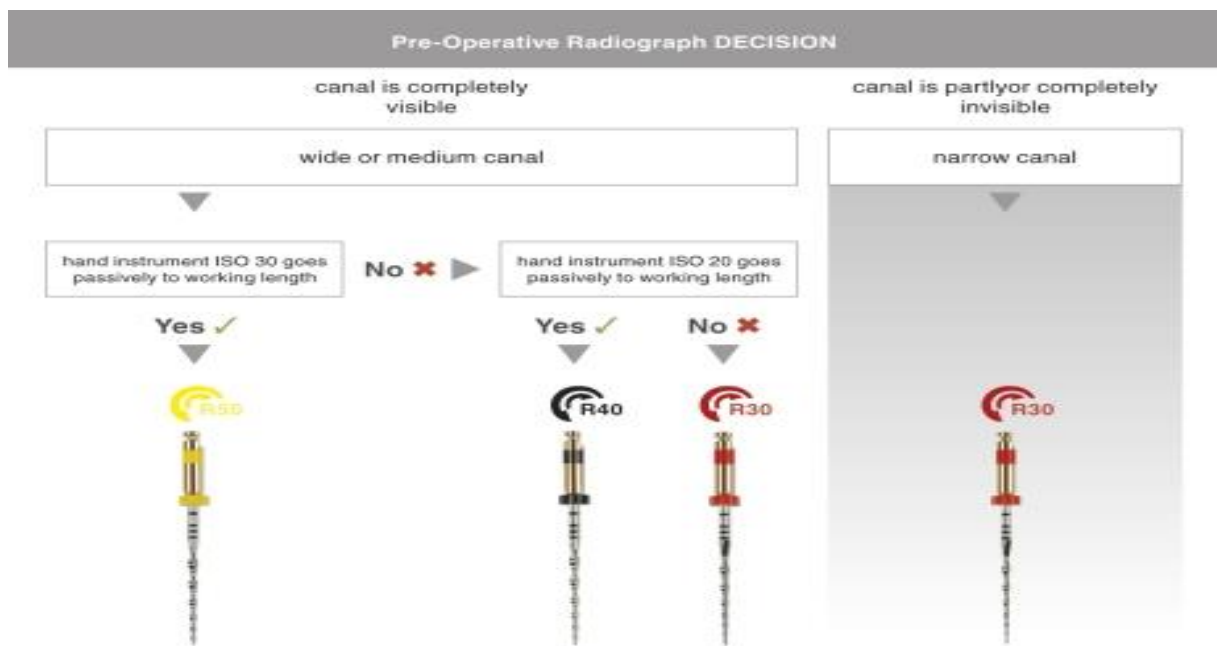 Pre-Operative Radiograph DECISION
canal is completely
visible
canal is partlyor completely
invisible
wide or medium canal
narrow canal
hand instrument ISO 30 goes
passively to working length
No
hand instrument ISO 20 goes
passively to working length
Yes
Yes
No
R50
R40
R30
R30